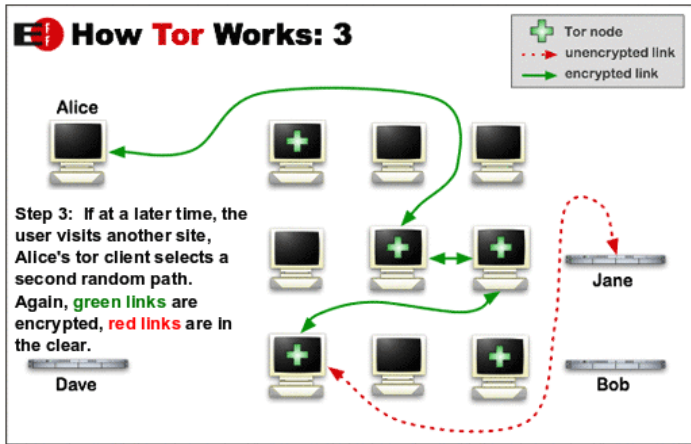 EFF How Tor Works: 3
Tor node
unencrypted link
encrypted link
Alice
Step 3: If at a later time, the
user visits another site,
Alice's tor client selects a
second random path.
Again, green links are
encrypted, red links are in
the clear.
Jane
Dave
Bob